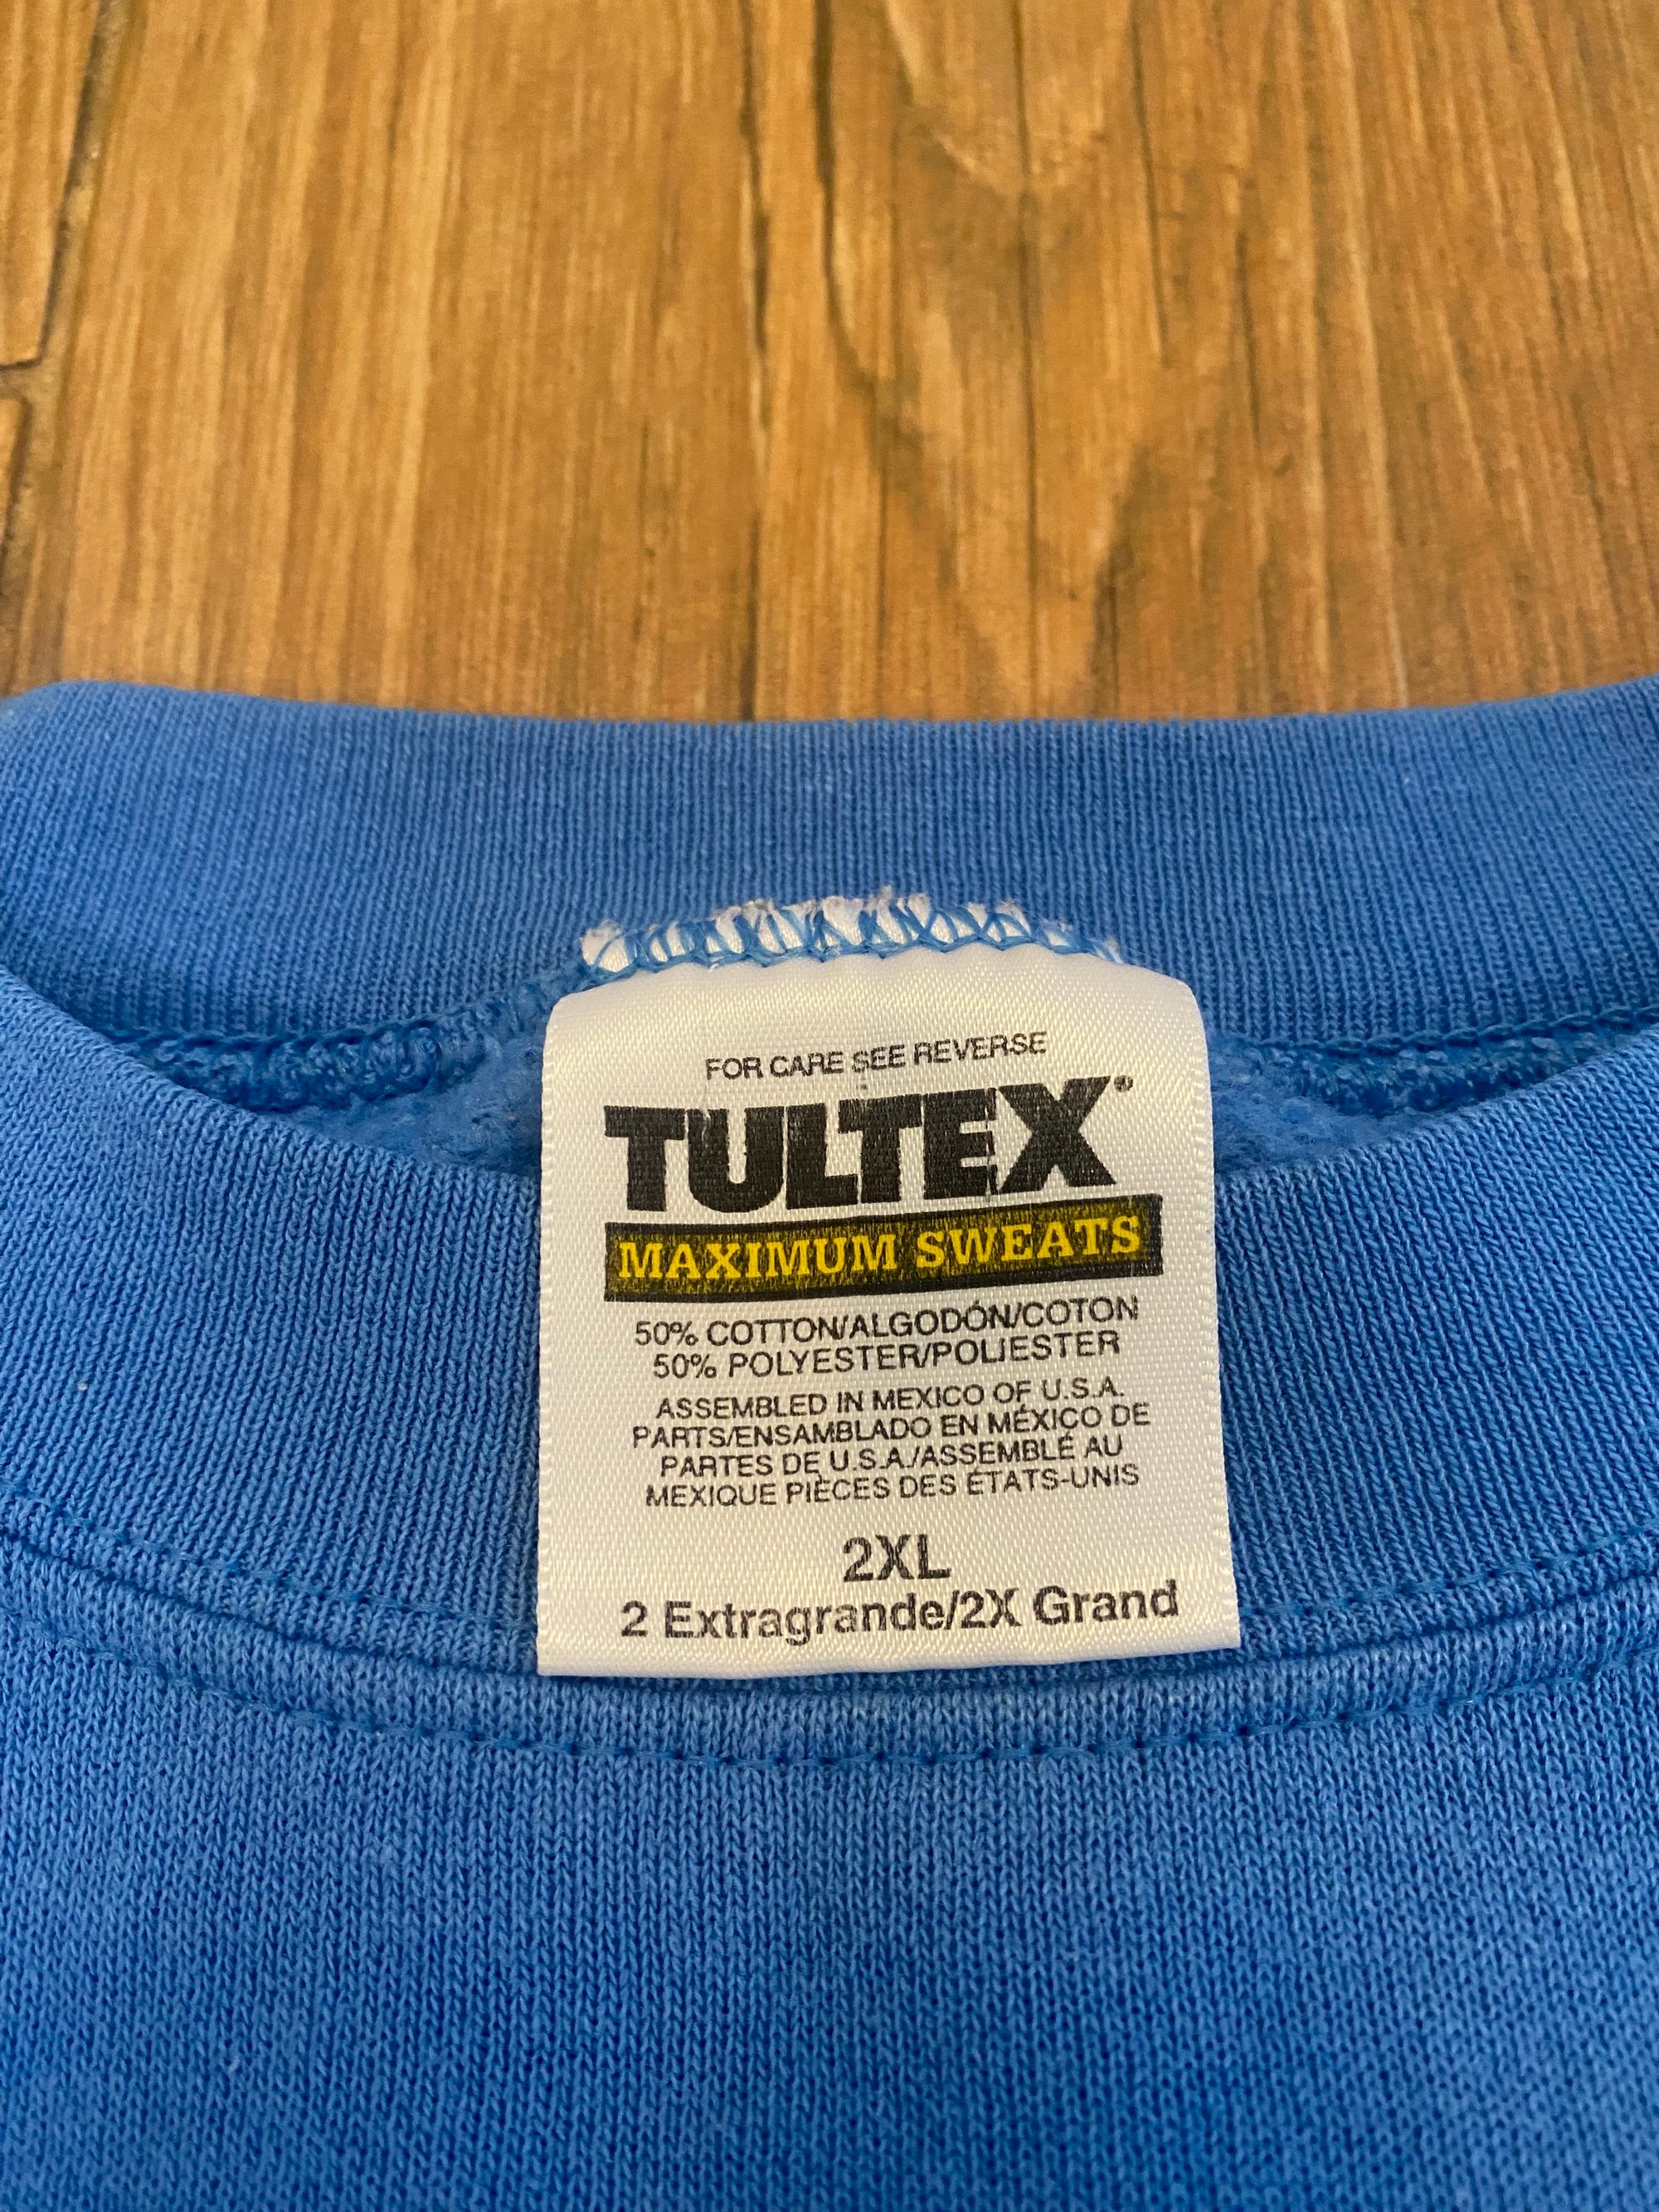 FOR CARE SEE REVERSE
TULTEX®
MAXIMUM SWEATS
50% COTTON/ALGODÓN/COTON
50% POLYESTER/POLIESTER
ASSEMBLED IN MEXICO OF U.S.A.
PARTS/ENSAMBLADO EN MÉXICO DE
PARTES DE U.S.A./ASSEMBLÉ AU
MEXIQUE PIÈCES DES ÉTATS-UNIS
2XL
2 Extragrande/2X Grand